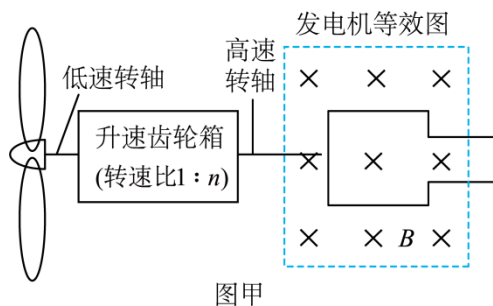 发电机等效图
高速
转轴
低速转轴
升速齿轮箱
(转速比1:n)
B
图甲